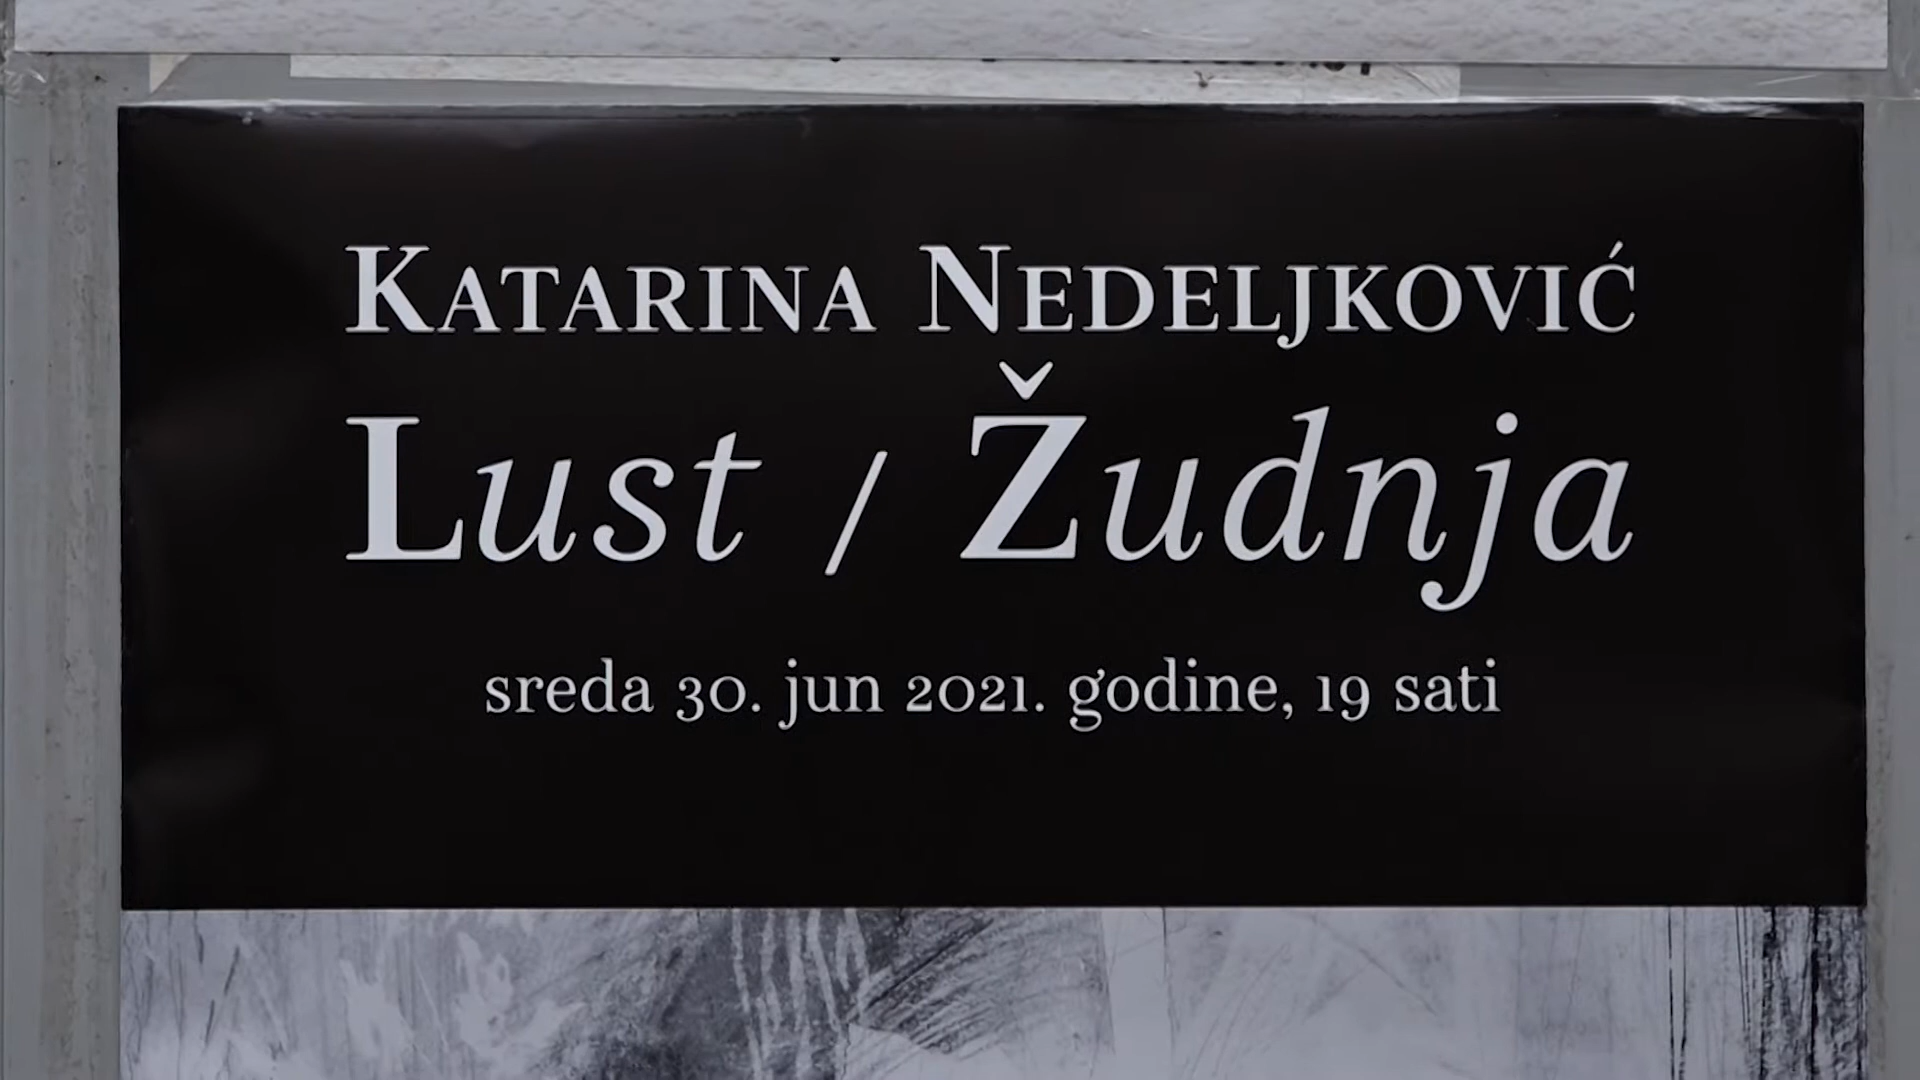 Katarina Nedeljković
Lust / Žudnja
sreda 30. jun 2021. godine, 19 sati